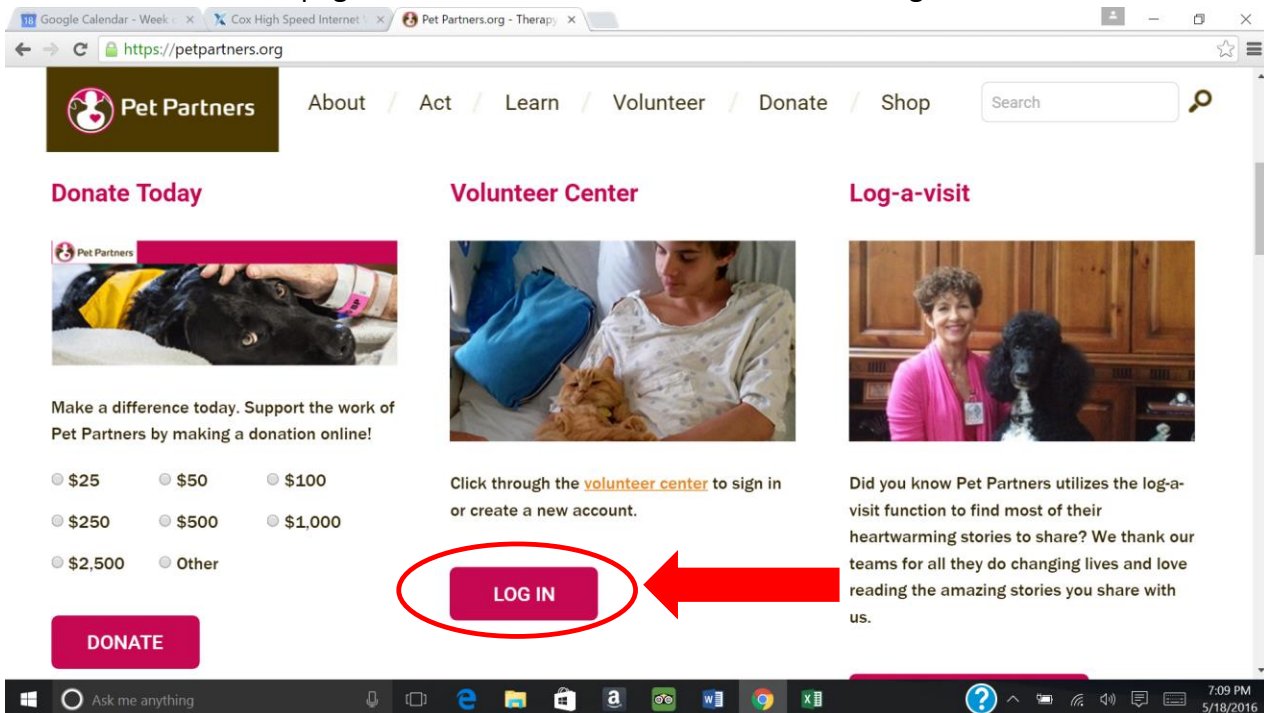 18 Google Calendar - Week
Cox High Speed Internet
Pet Partners.org - Therapy
https://petpartners.org
Pet Partners
About / Act / Learn / Volunteer / Donate / Shop
Search
Donate Today
Pet Partners
Make a difference today. Support the work of
Pet Partners by making a donation online!
$25 $50 $100
$250 $500 $1,000
$2,500 Other
DONATE
Volunteer Center
Click through the volunteer center to sign in
or create a new account.
LOG IN
Log-a-visit
Did you know Pet Partners utilizes the log-a-
visit function to find most of their
heartwarming stories to share? We thank our
teams for all they do changing lives and love
reading the amazing stories you share with
us.
Ask me anything
7:09 PM
5/18/2016